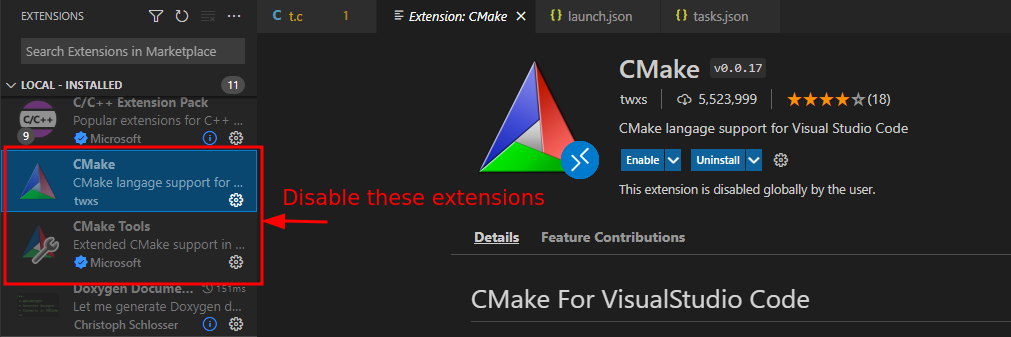 EXTENSIONS
t.c 1
Extension: CMake
launch.json
tasks.json
Search Extensions in Marketplace
LOCAL - INSTALLED 11
C/C++ Extension Pack
Popular extensions for C++ ...
Microsoft
C/C++
9
CMake
CMake langage support for ...
twxs
CMake Tools
Extended CMake support in ...
Microsoft
Doxygen Docume... 151ms
Let me generate Doxygen d...
Christoph Schlosser
Disable these extensions
CMake v0.0.17
twxs 5,523,999 (18)
CMake langage support for Visual Studio Code
Enable Uninstall
This extension is disabled globally by the user.
Details Feature Contributions
CMake For VisualStudio Code